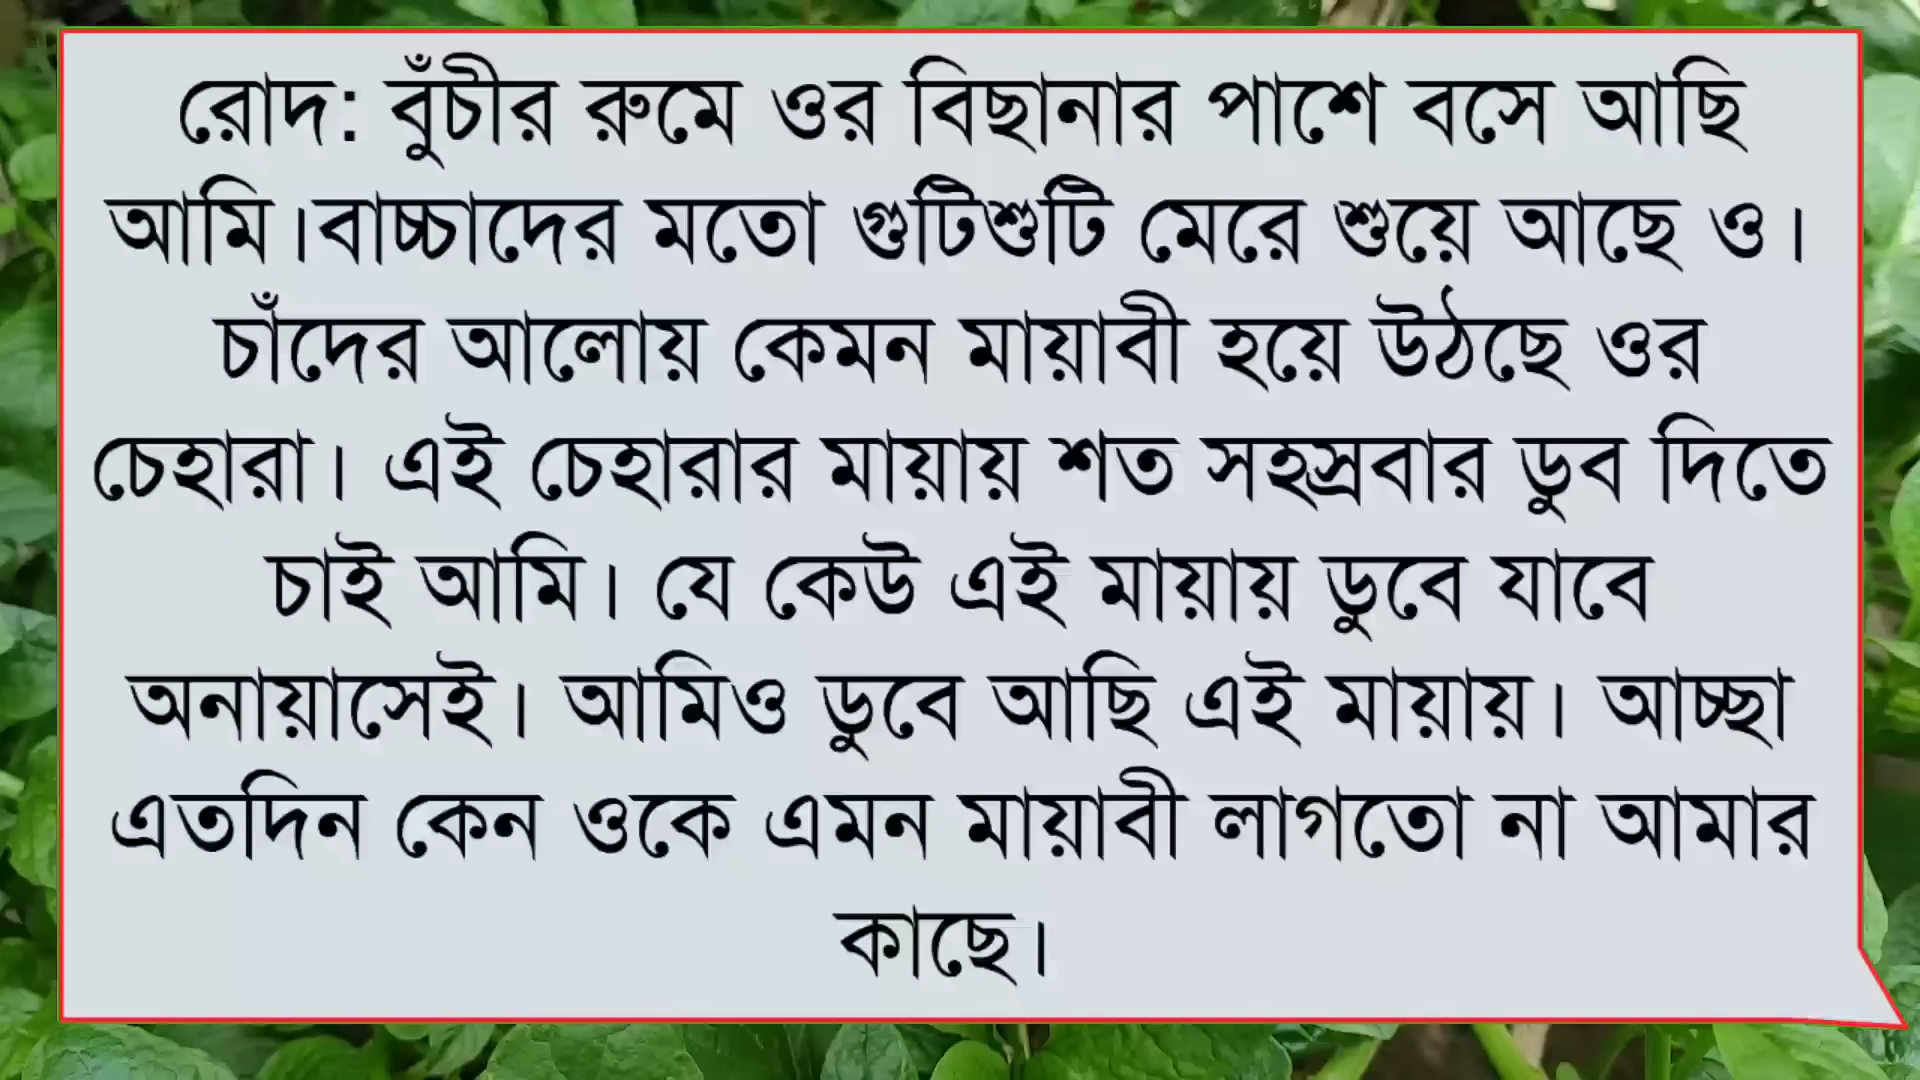 রোদ: বুঁচীর রুমে ওর বিছানার পাশে বসে আছি
আমি।বাচ্চাদের মতো গুটিশুটি মেরে শুয়ে আছে ও।
চাঁদের আলোয় কেমন মায়াবী হয়ে উঠছে ওর
চেহারা। এই চেহারার মায়ায় শত সহস্রবার ডুব দিতে
চাই আমি। যে কেউ এই মায়ায় ডুবে যাবে
অনায়াসেই। আমিও ডুবে আছি এই মায়ায়। আচ্ছা
এতদিন কেন ওকে এমন মায়াবী লাগতো না আমার
কাছে।